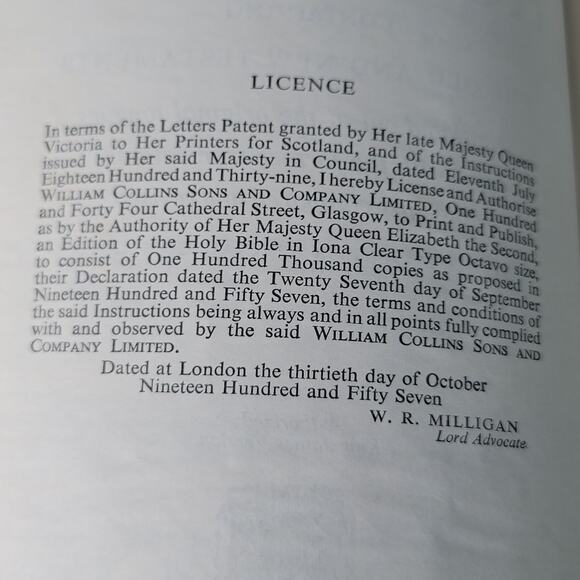 LICENCE
In terms of the Letters Patent granted by Her late Majesty Queen
Victoria to Her Printers for Scotland, and of the Instructions
issued by Her said Majesty in Council, dated Eleventh July
Eighteen Hundred and Thirty-nine, I hereby License and Authorise
WILLIAM COLLINS SONS AND COMPANY LIMITED, One Hundred
and Forty Four Cathedral Street, Glasgow, to Print and Publish,
as by the Authority of Her Majesty Queen Elizabeth the Second,
an Edition of the Holy Bible in Iona Clear Type Octavo size,
to consist of One Hundred Thousand copies as proposed in
their Declaration dated the Twenty Seventh day of September
Nineteen Hundred and Fifty Seven, the terms and conditions of
the said Instructions being always and in all points fully complied
with and observed by the said WILLIAM COLLINS SONS AND
COMPANY LIMITED.
Dated at London the thirtieth day of October
Nineteen Hundred and Fifty Seven
W. R. MILLIGAN
Lord Advocate